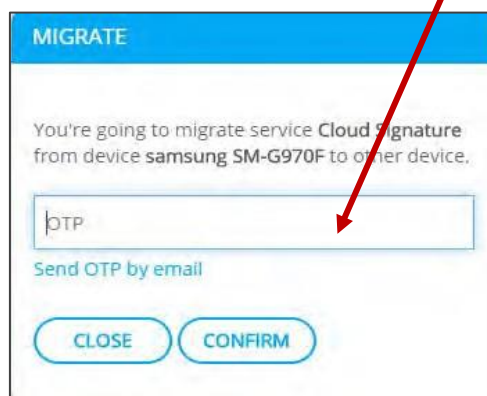 MIGRATE
You're going to migrate service Cloud Signature
from device samsung SM-G970F to other device.
OTP
Send OTP by email
CLOSE CONFIRM